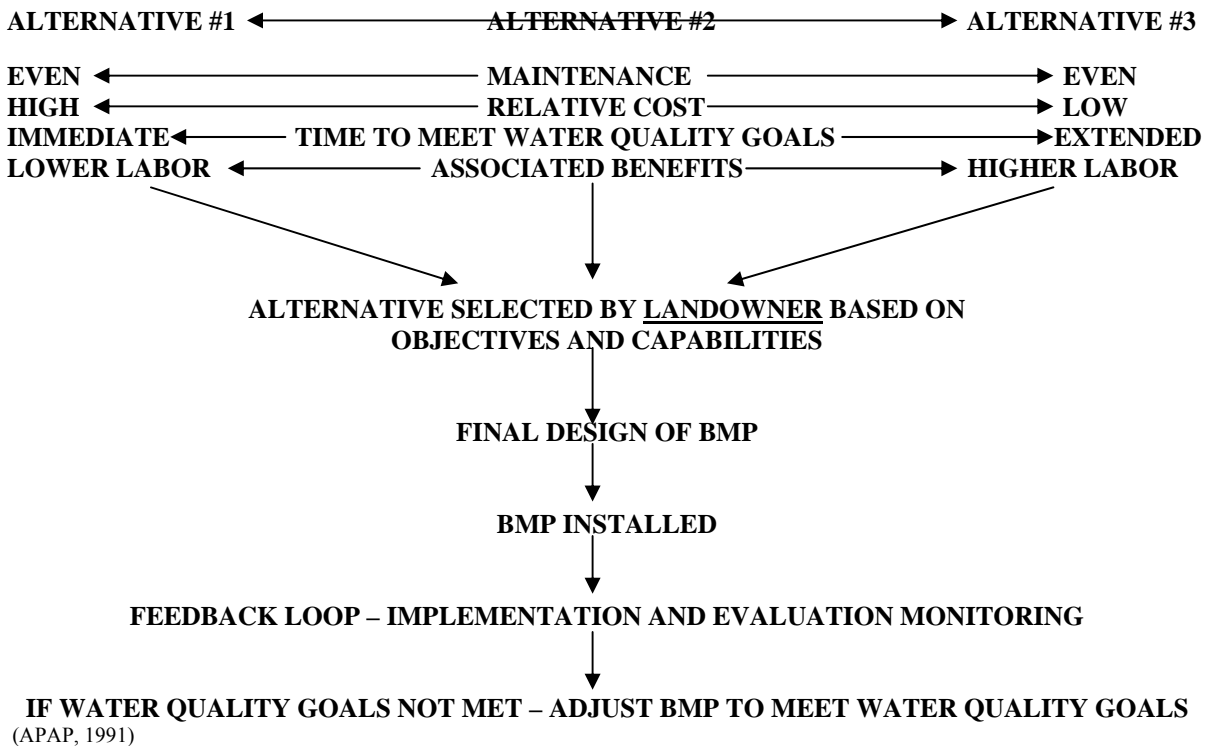 ALTERNATIVE #1 ALTERNATIVE #2 ALTERNATIVE #3
EVEN MAINTENANCE EVEN
HIGH RELATIVE COST LOW
IMMEDIATE TIME TO MEET WATER QUALITY GOALS EXTENDED
LOWER LABOR ASSOCIATED BENEFITS HIGHER LABOR
ALTERNATIVE SELECTED BY LANDOWNER BASED ON
OBJECTIVES AND CAPABILITIES
FINAL DESIGN OF BMP
BMP INSTALLED
FEEDBACK LOOP – IMPLEMENTATION AND EVALUATION MONITORING
IF WATER QUALITY GOALS NOT MET – ADJUST BMP TO MEET WATER QUALITY GOALS
(APAP, 1991)